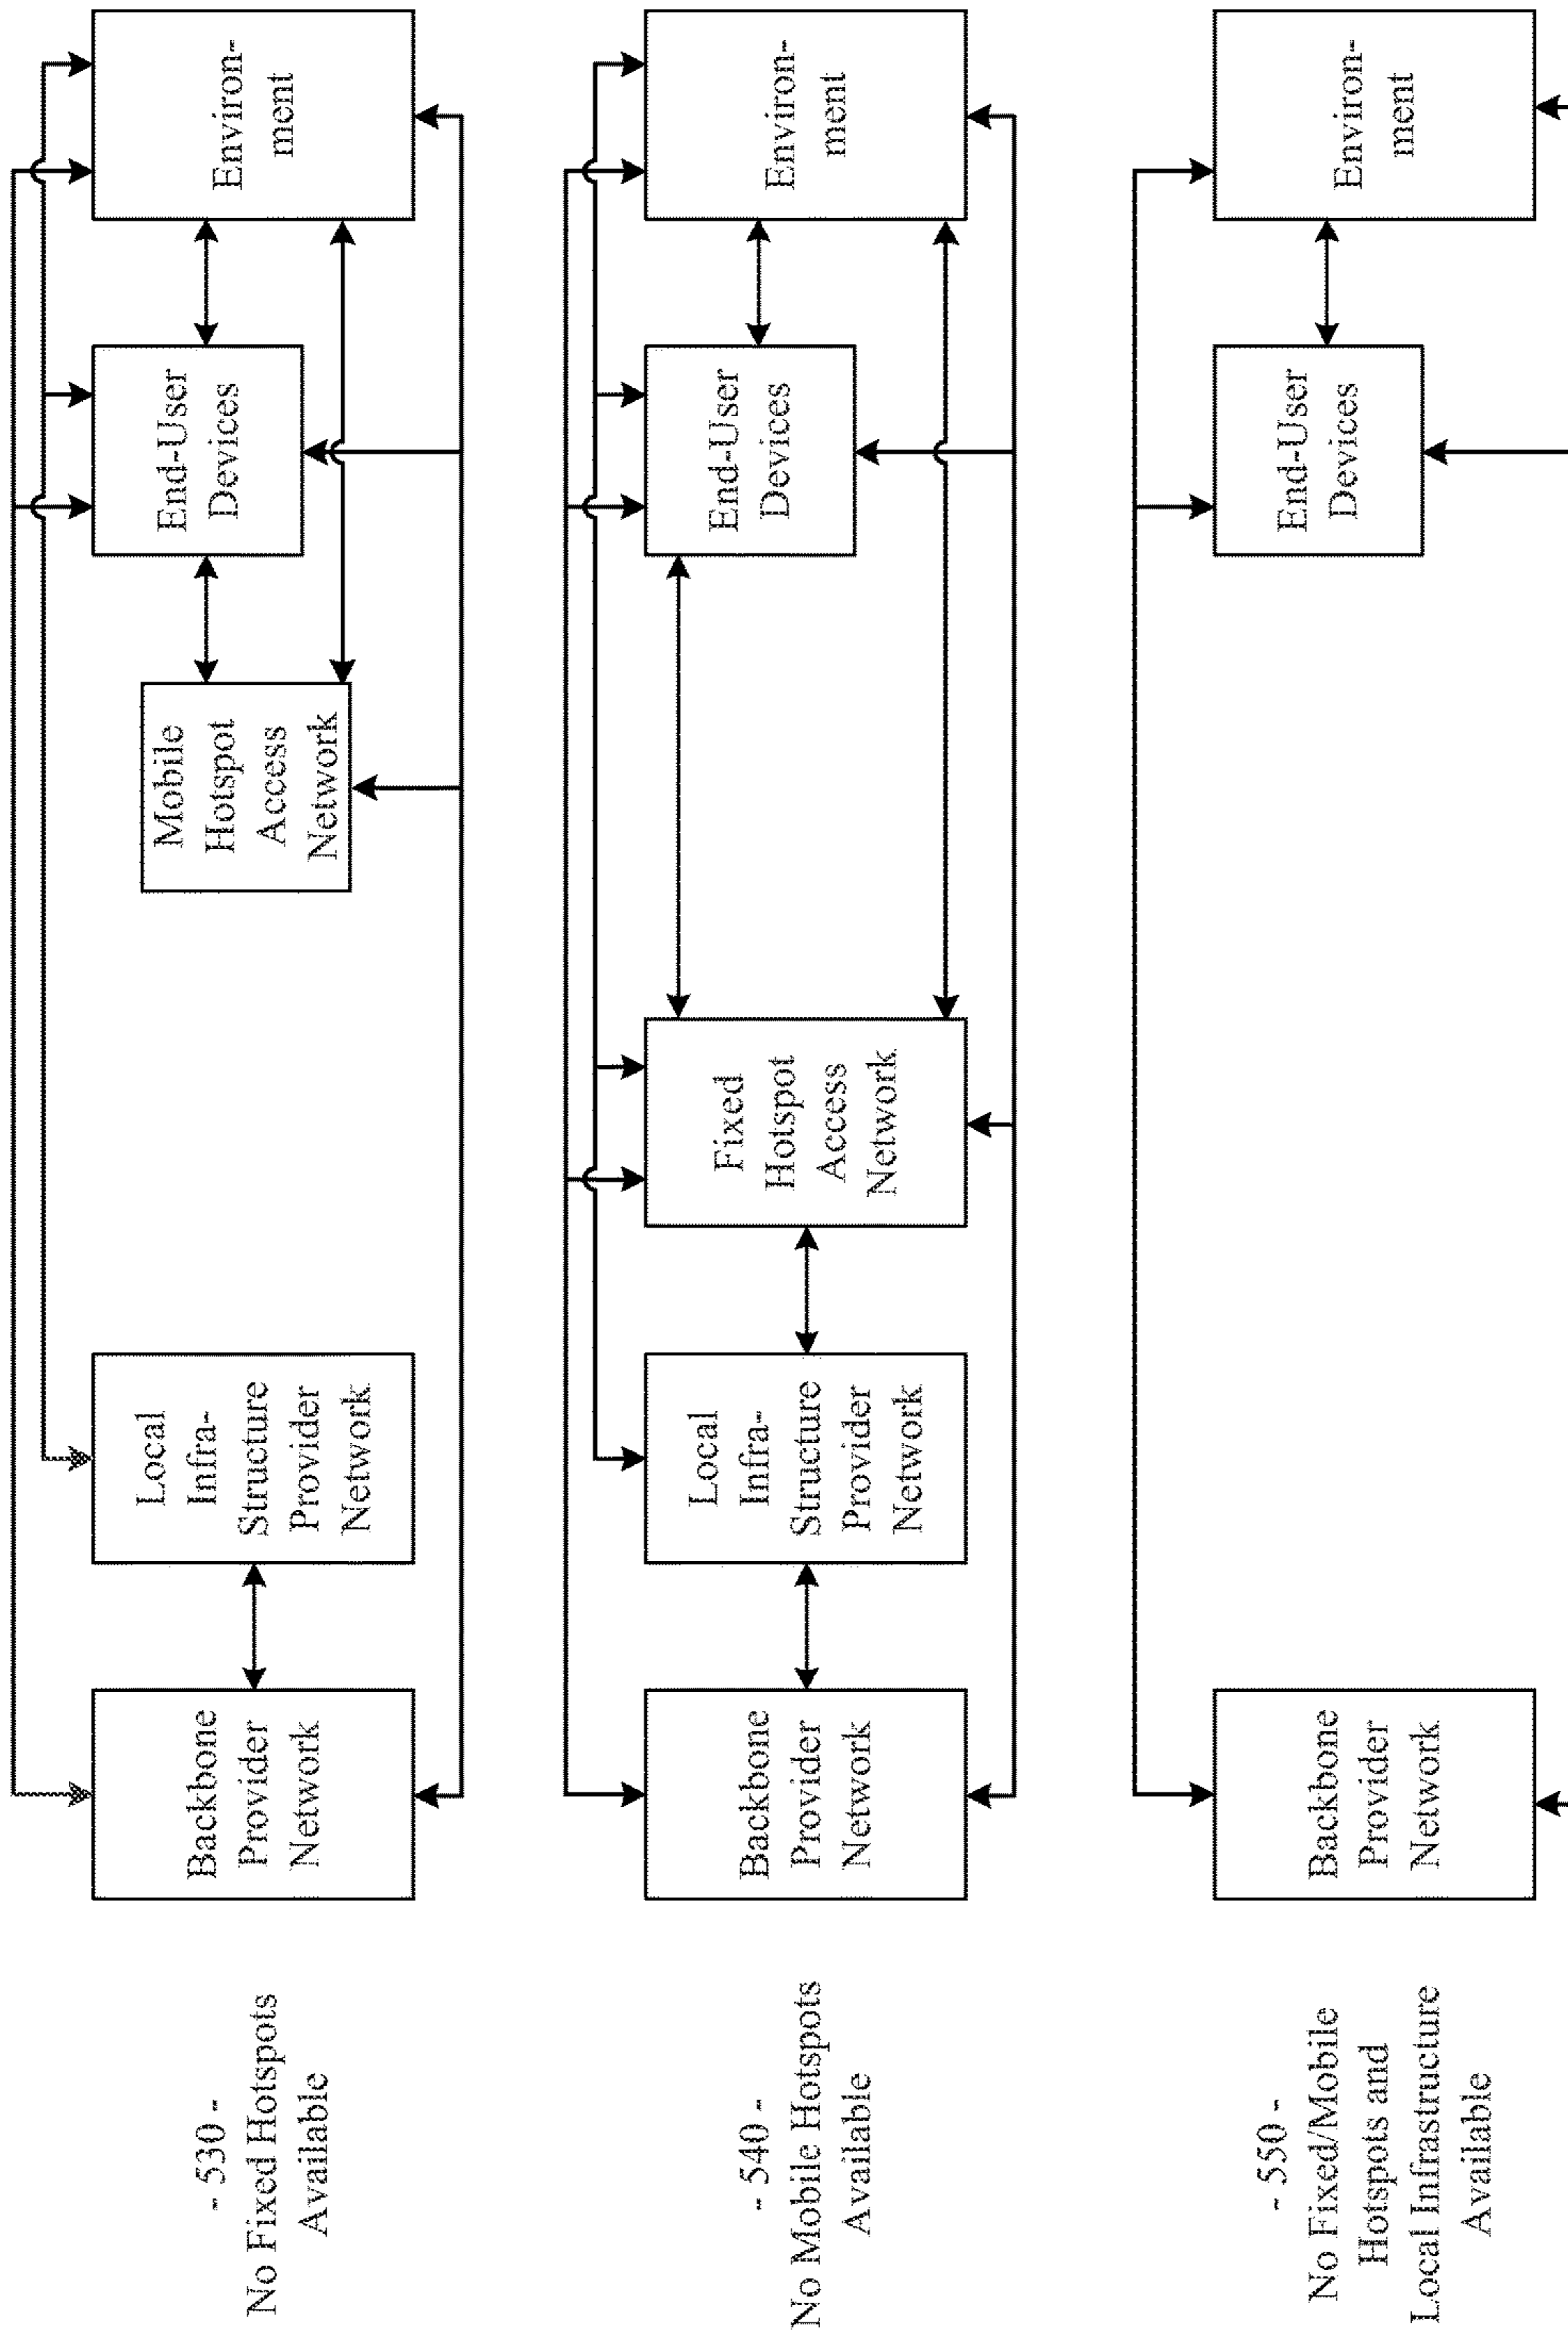 - 530 -
No Fixed Hotspots
Available
Backbone
Provider
Network
Local
Infra-
Structure
Provider
Network
Mobile
Hotspot
Access
Network
End-User
Devices
Environ-
ment
- 540 -
No Mobile Hotspots
Available
Backbone
Provider
Network
Local
Infra-
Structure
Provider
Network
Fixed
Hotspot
Access
Network
End-User
Devices
Environ-
ment
- 550 -
No Fixed/Mobile
Hotspots and
Local Infrastructure
Available
Backbone
Provider
Network
End-User
Devices
Environ-
ment